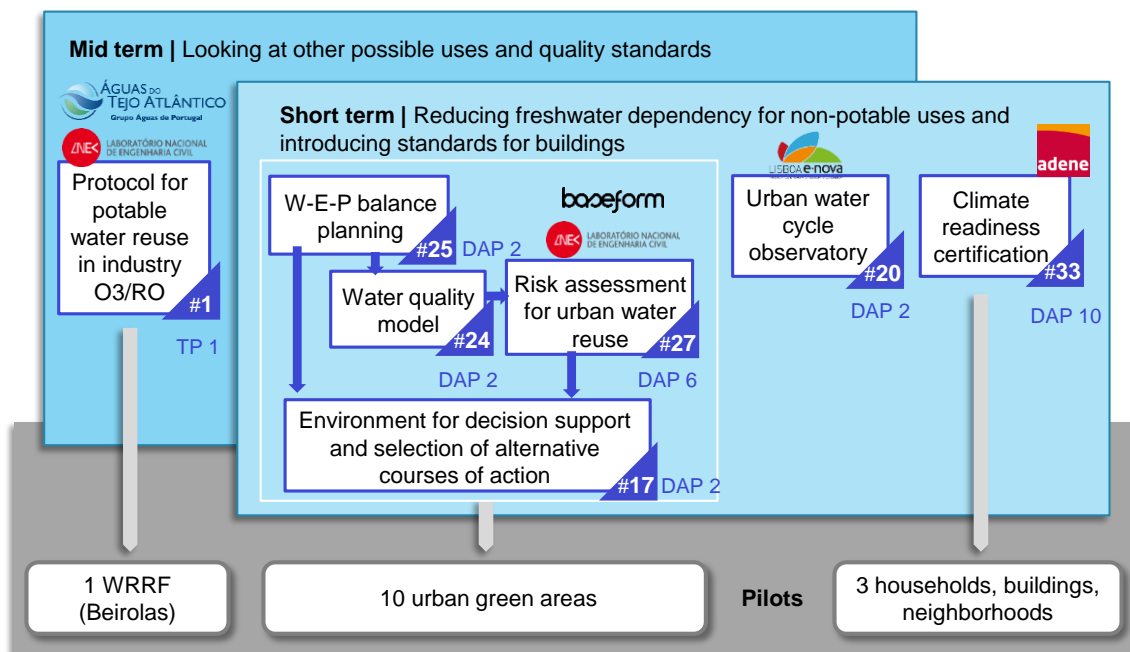 Mid term | Looking at other possible uses and quality standards
ÁGUAS DO
TEJO ATLÂNTICO
Grupo Águas de Portugal
LNEC
LABORATÓRIO NACIONAL
DE ENGENHARIA CIVIL
Protocol for
potable
water reuse
in industry
O3/RO
#1
TP 1
Short term | Reducing freshwater dependency for non-potable uses and
introducing standards for buildings
W-E-P balance
planning
#25
DAP 2
Water quality
model
#24
DAP 2
baseform
LNEC
LABORATÓRIO NACIONAL
DE ENGENHARIA CIVIL
Risk assessment
for urban water
reuse
#27
DAP 6
Environment for decision support
and selection of alternative
courses of action
#17
DAP 2
LISBOA e-nova
Urban water
cycle
observatory
#20
DAP 2
adene
Climate
readiness
certification
#33
DAP 10
1 WRRF
(Beirolas)
10 urban green areas
Pilots
3 households, buildings,
neighborhoods